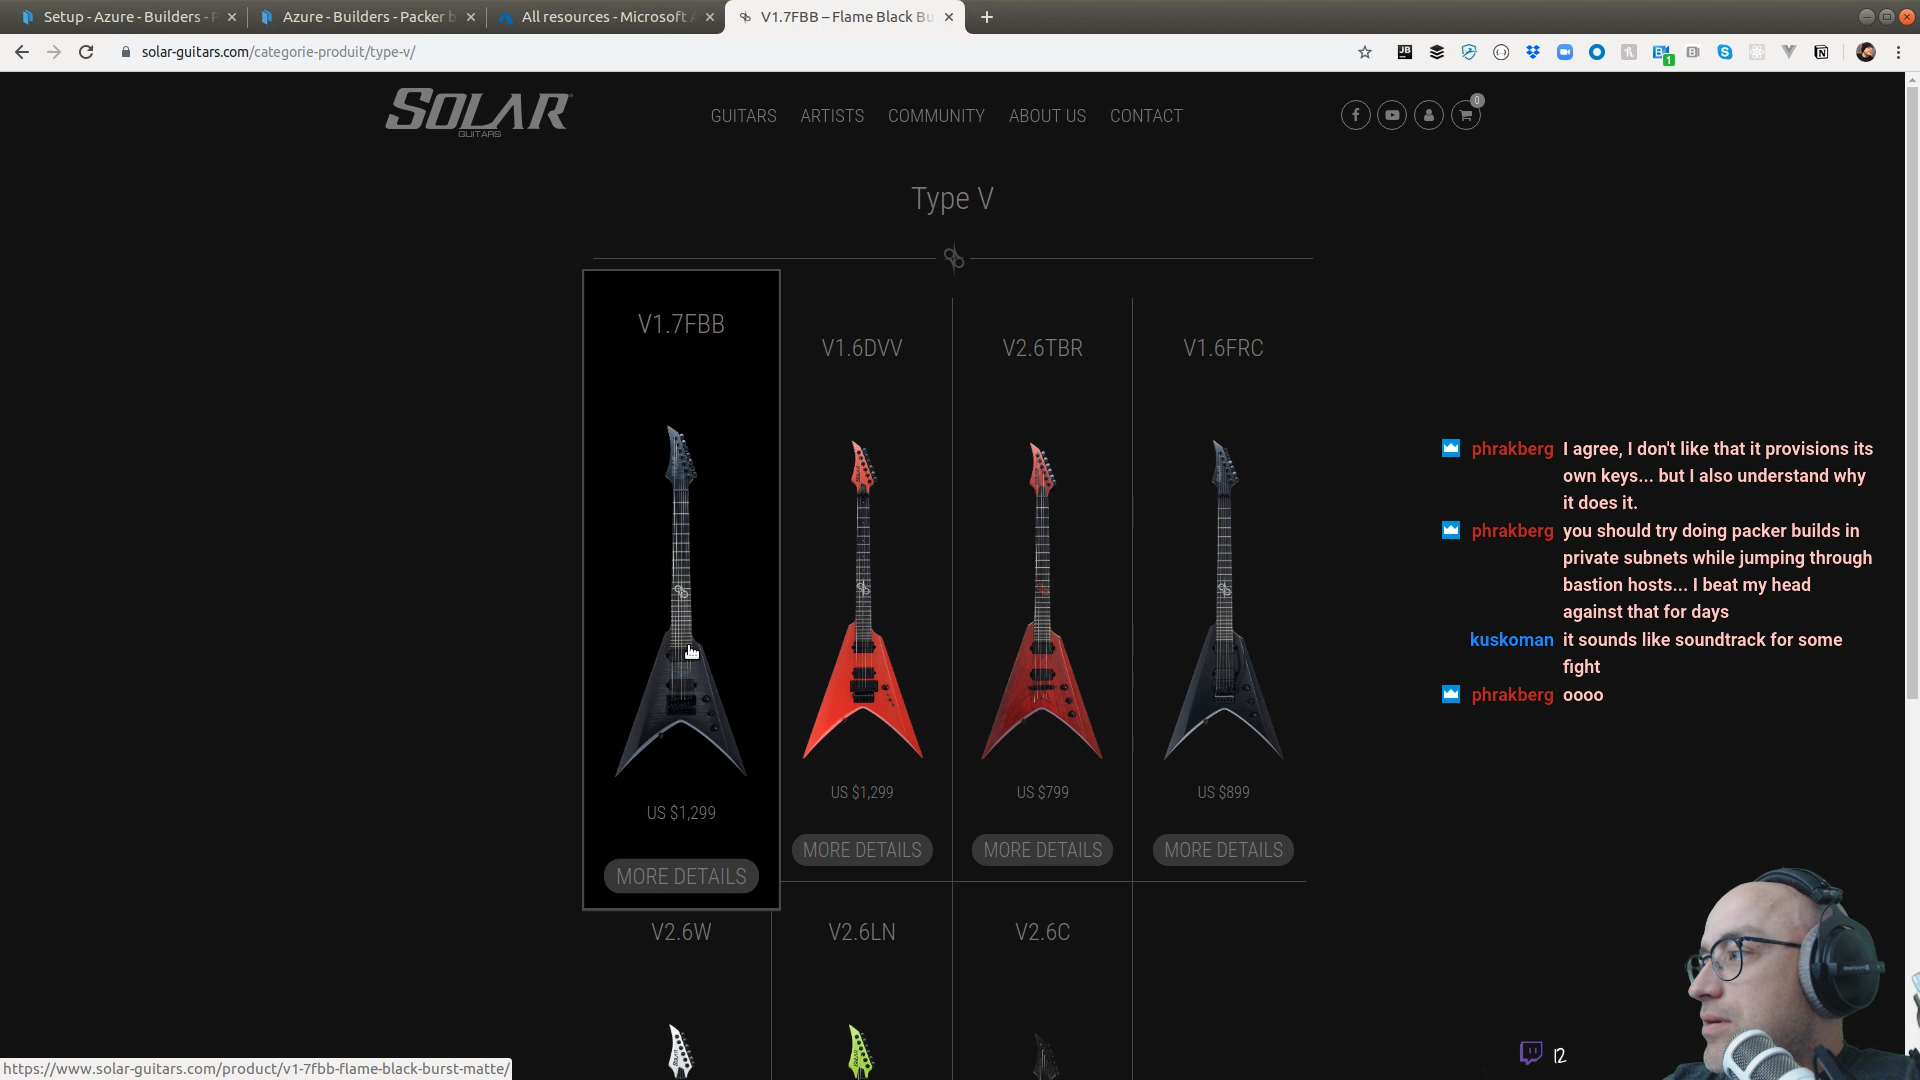 Setup - Azure - Builders - P
Azure - Builders - Packer b
All resources - Microsoft A
V1.7FBB – Flame Black Bu
solar-guitars.com/categorie-produit/type-v/
1
SOLAR
GUITARS
GUITARS
ARTISTS
COMMUNITY
ABOUT US
CONTACT
0
Type V
V1.7FBB
V1.6DVV
V2.6TBR
V1.6FRC
US $1,299
US $1,299
US $799
US $899
MORE DETAILS
MORE DETAILS
MORE DETAILS
MORE DETAILS
V2.6W
V2.6LN
V2.6C
phrakberg I agree, I don't like that it provisions its
own keys... but I also understand why
it does it.
phrakberg you should try doing packer builds in
private subnets while jumping through
bastion hosts... I beat my head
against that for days
kuskoman it sounds like soundtrack for some
fight
phrakberg oooo
12
https://www.solar-guitars.com/product/v1-7fbb-flame-black-burst-matte/